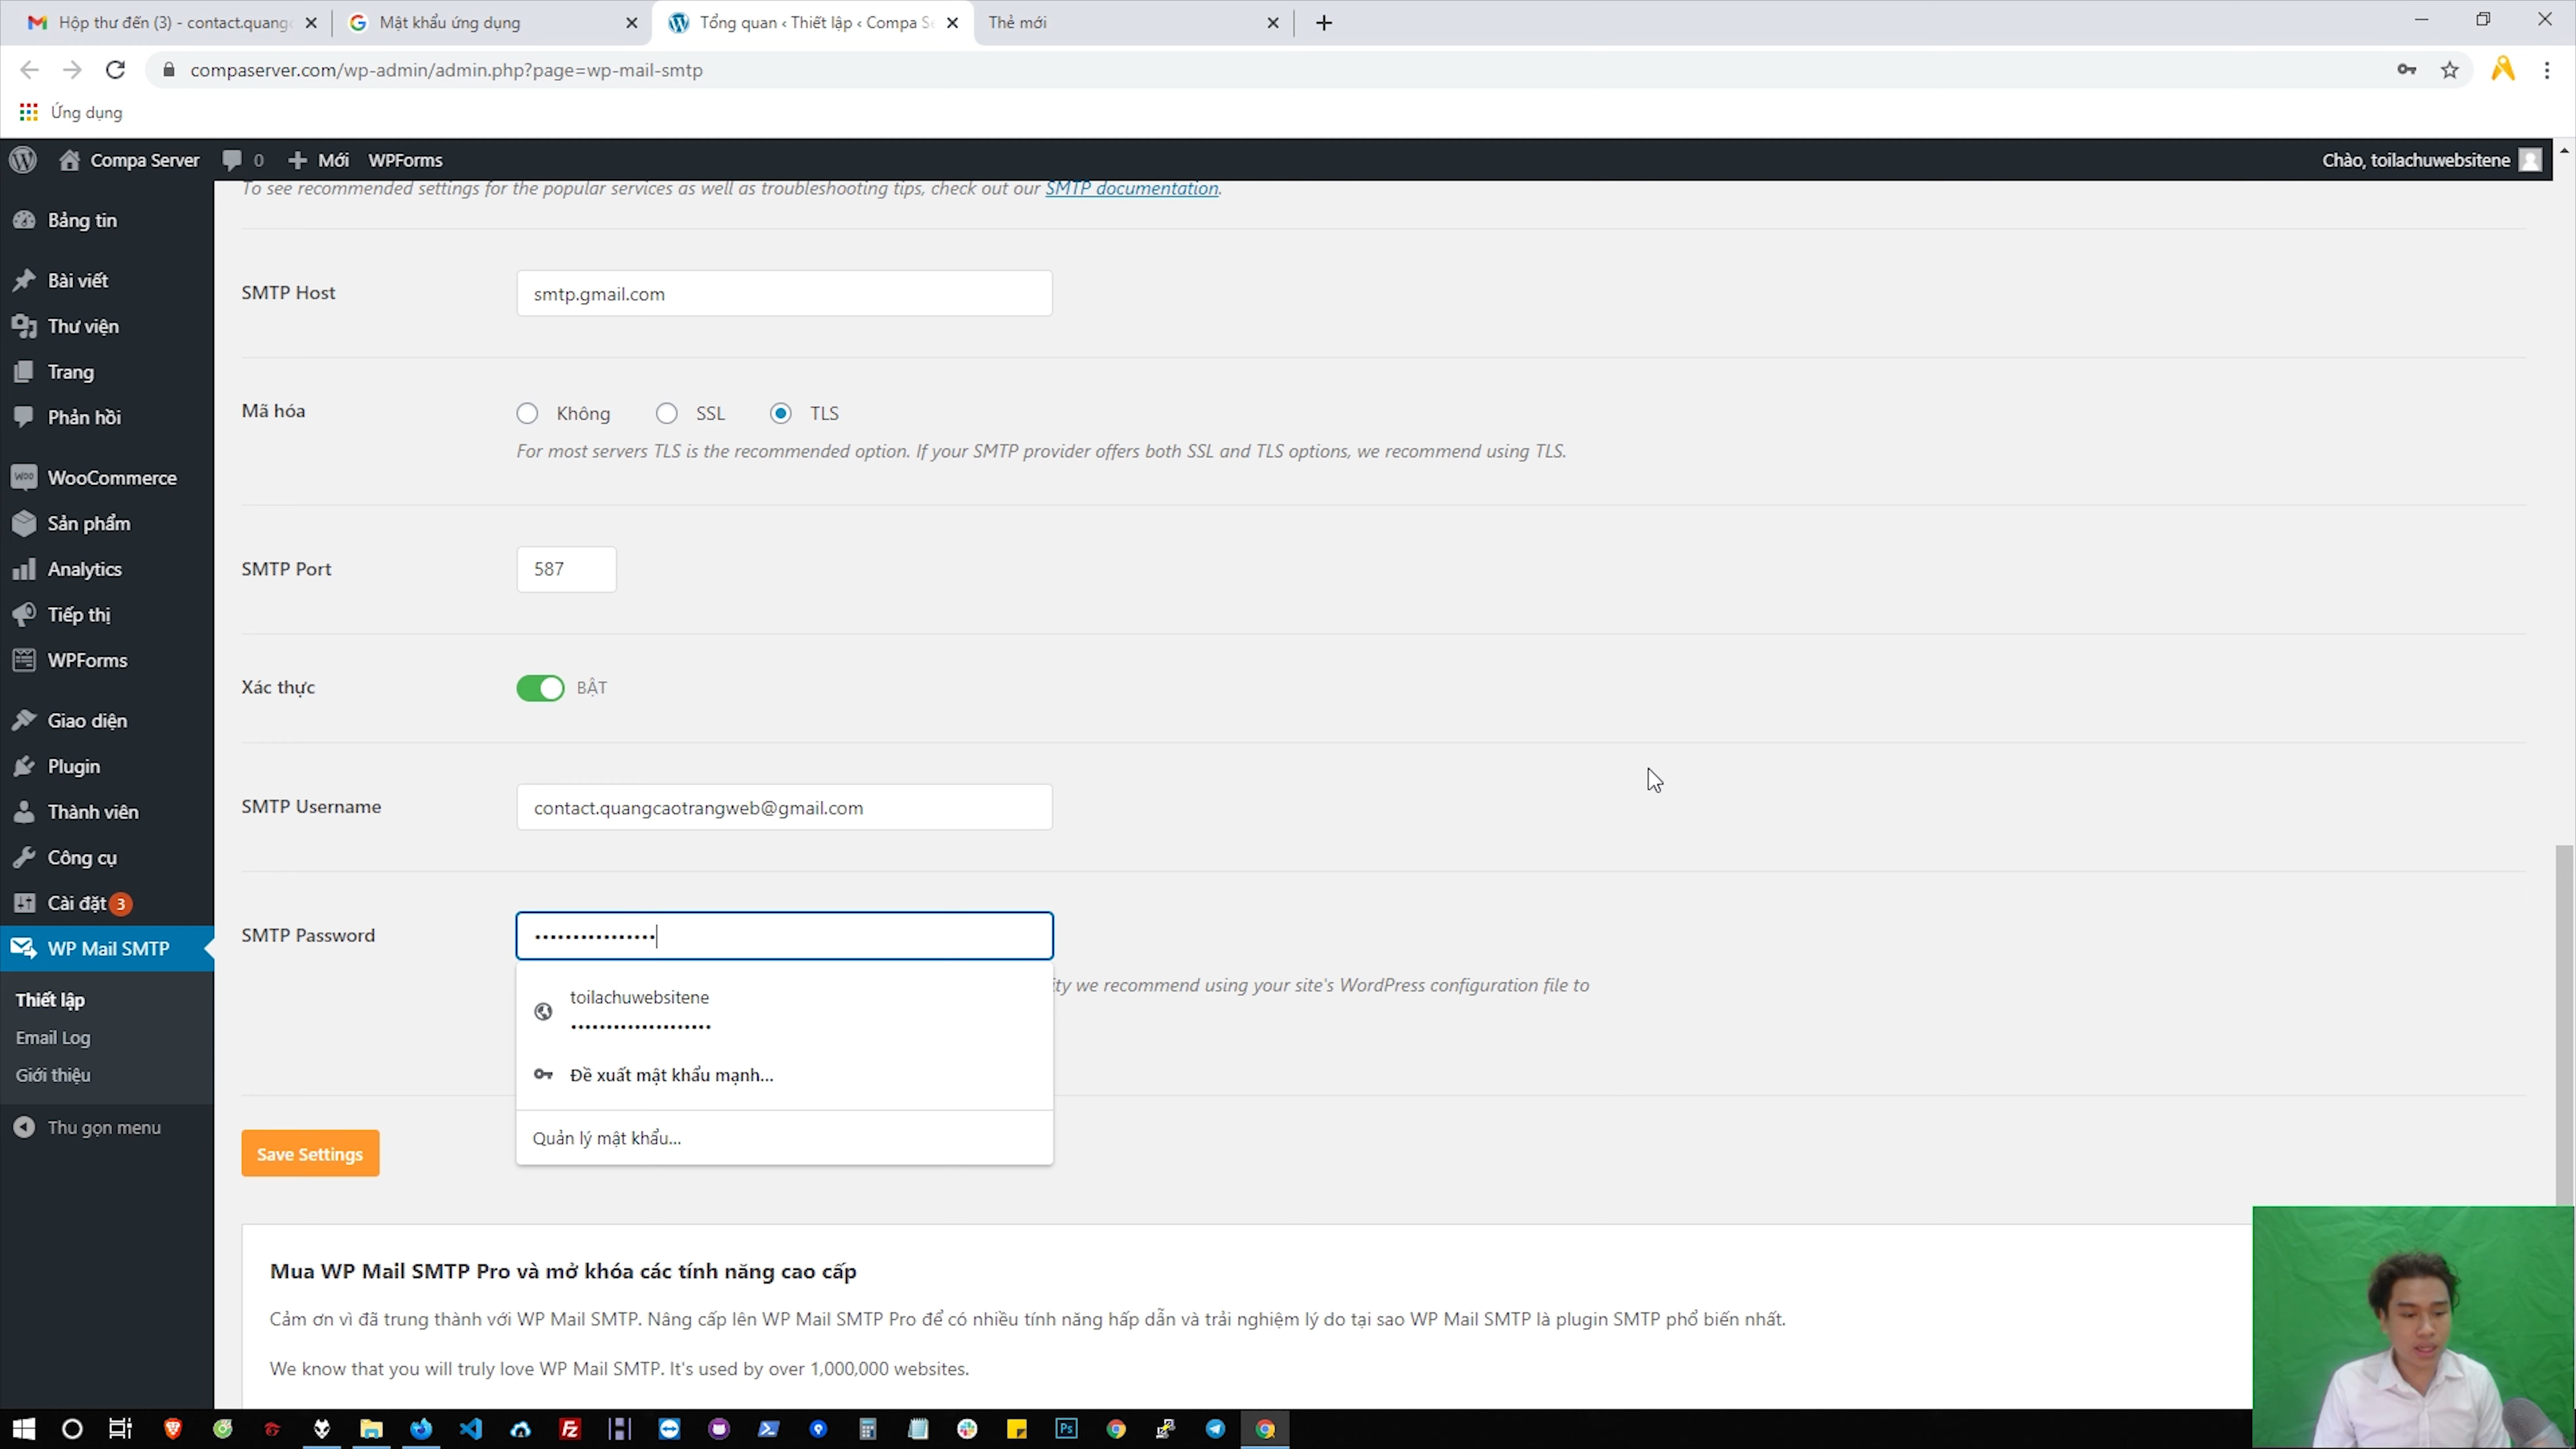 Hộp thư đến (3) - contact.quang
Mật khẩu ứng dụng
Tổng quan ‹ Thiết lập ‹ Compa Se
Thẻ mới
compaserver.com/wp-admin/admin.php?page=wp-mail-smtp
Ứng dụng
Compa Server
0
Mới
WPForms
Chào, toilachuwebsitene
Bảng tin
Bài viết
Thư viện
Trang
Phản hồi
WooCommerce
Sản phẩm
Analytics
Tiếp thị
WPForms
Giao diện
Plugin
Thành viên
Công cụ
Cài đặt 3
WP Mail SMTP
Thiết lập
Email Log
Giới thiệu
Thu gọn menu
To see recommended settings for the popular services as well as troubleshooting tips, check out our SMTP documentation.
SMTP Host
smtp.gmail.com
Mã hóa
Không
SSL
TLS
For most servers TLS is the recommended option. If your SMTP provider offers both SSL and TLS options, we recommend using TLS.
SMTP Port
587
Xác thực
BẬT
SMTP Username
contact.quangcaotrangweb@gmail.com
SMTP Password
••••••••••••••••
ity we recommend using your site's WordPress configuration file to
toilachuwebsitene
••••••••••••••••••••
Đề xuất mật khẩu mạnh...
Quản lý mật khẩu...
Save Settings
Mua WP Mail SMTP Pro và mở khóa các tính năng cao cấp
Cảm ơn vì đã trung thành với WP Mail SMTP. Nâng cấp lên WP Mail SMTP Pro để có nhiều tính năng hấp dẫn và trải nghiệm lý do tại sao WP Mail SMTP là plugin SMTP phổ biến nhất.
We know that you will truly love WP Mail SMTP. It's used by over 1,000,000 websites.